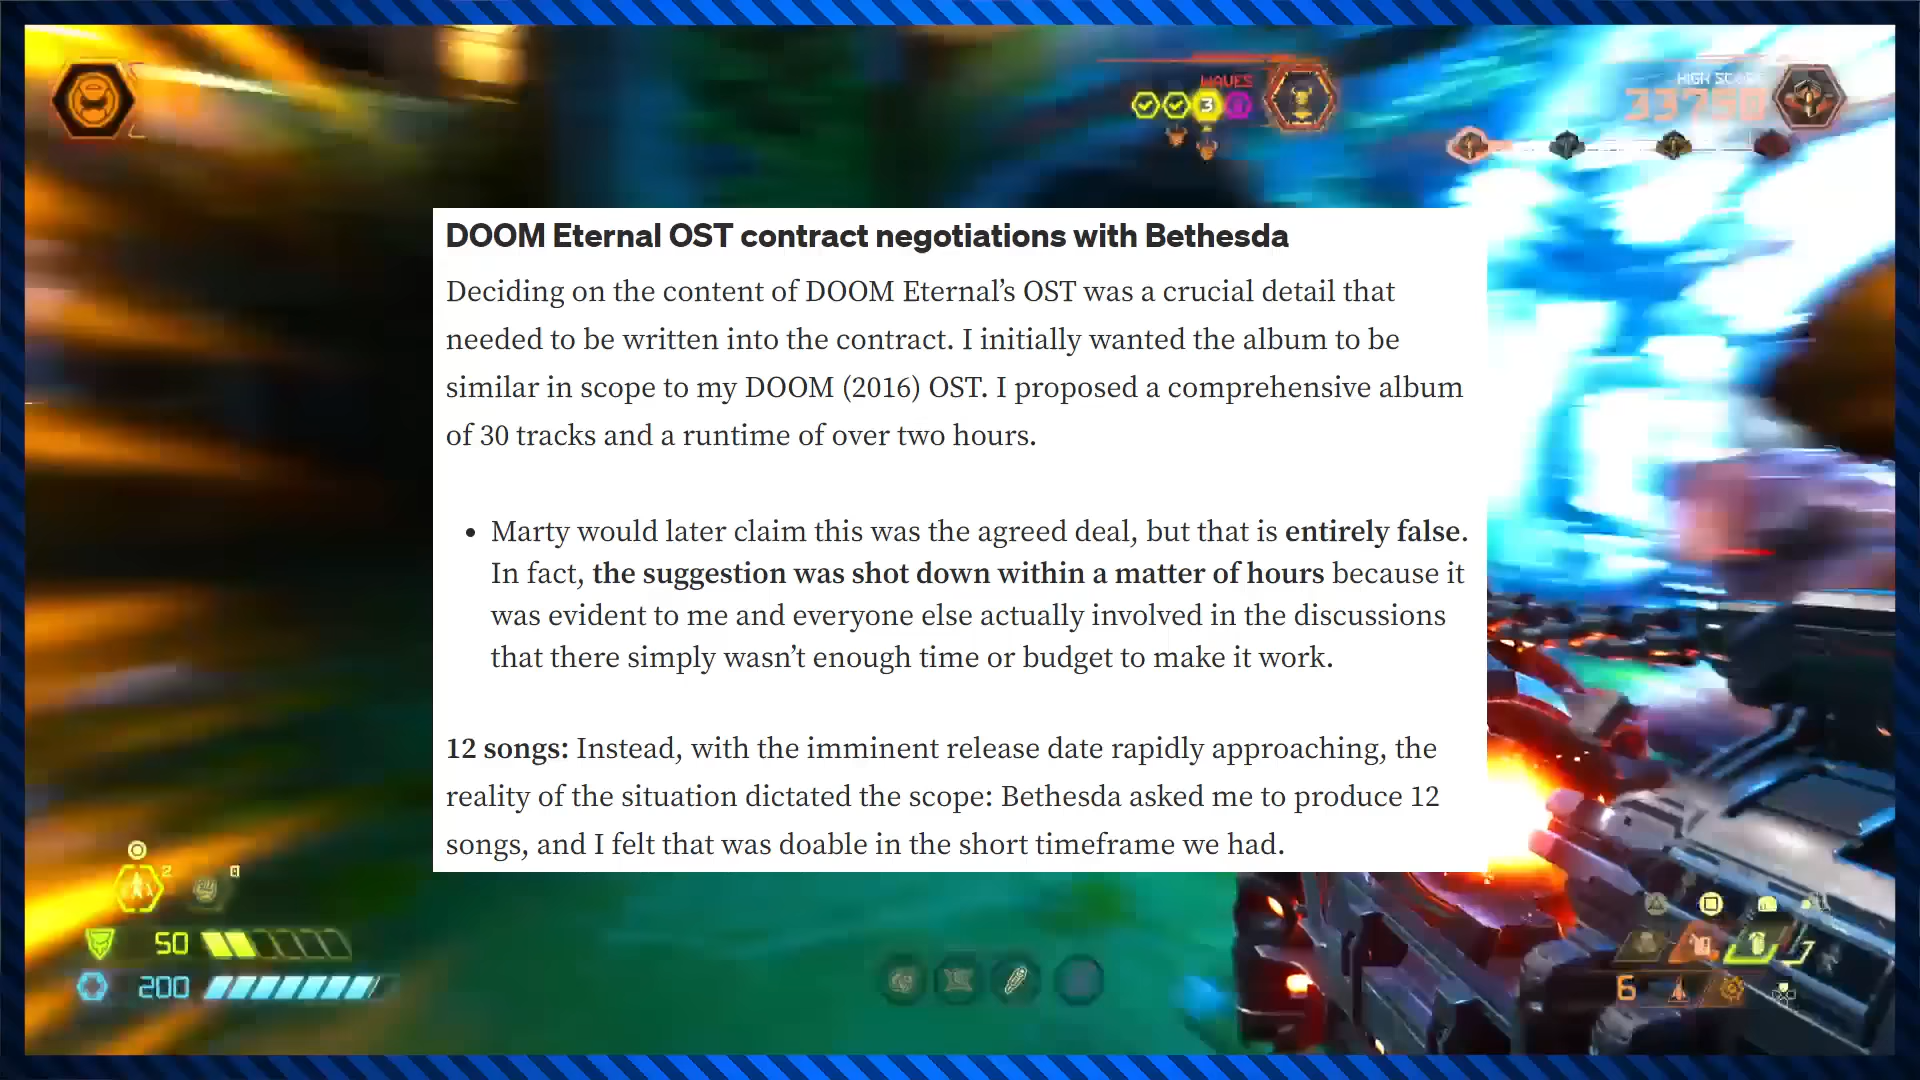 WAVES
3
HIGH SCORE
33750
DOOM Eternal OST contract negotiations with Bethesda
Deciding on the content of DOOM Eternal’s OST was a crucial detail that
needed to be written into the contract. I initially wanted the album to be
similar in scope to my DOOM (2016) OST. I proposed a comprehensive album
of 30 tracks and a runtime of over two hours.
• Marty would later claim this was the agreed deal, but that is entirely false.
In fact, the suggestion was shot down within a matter of hours because it
was evident to me and everyone else actually involved in the discussions
that there simply wasn’t enough time or budget to make it work.
12 songs: Instead, with the imminent release date rapidly approaching, the
reality of the situation dictated the scope: Bethesda asked me to produce 12
songs, and I felt that was doable in the short timeframe we had.
2
50
200
7
6